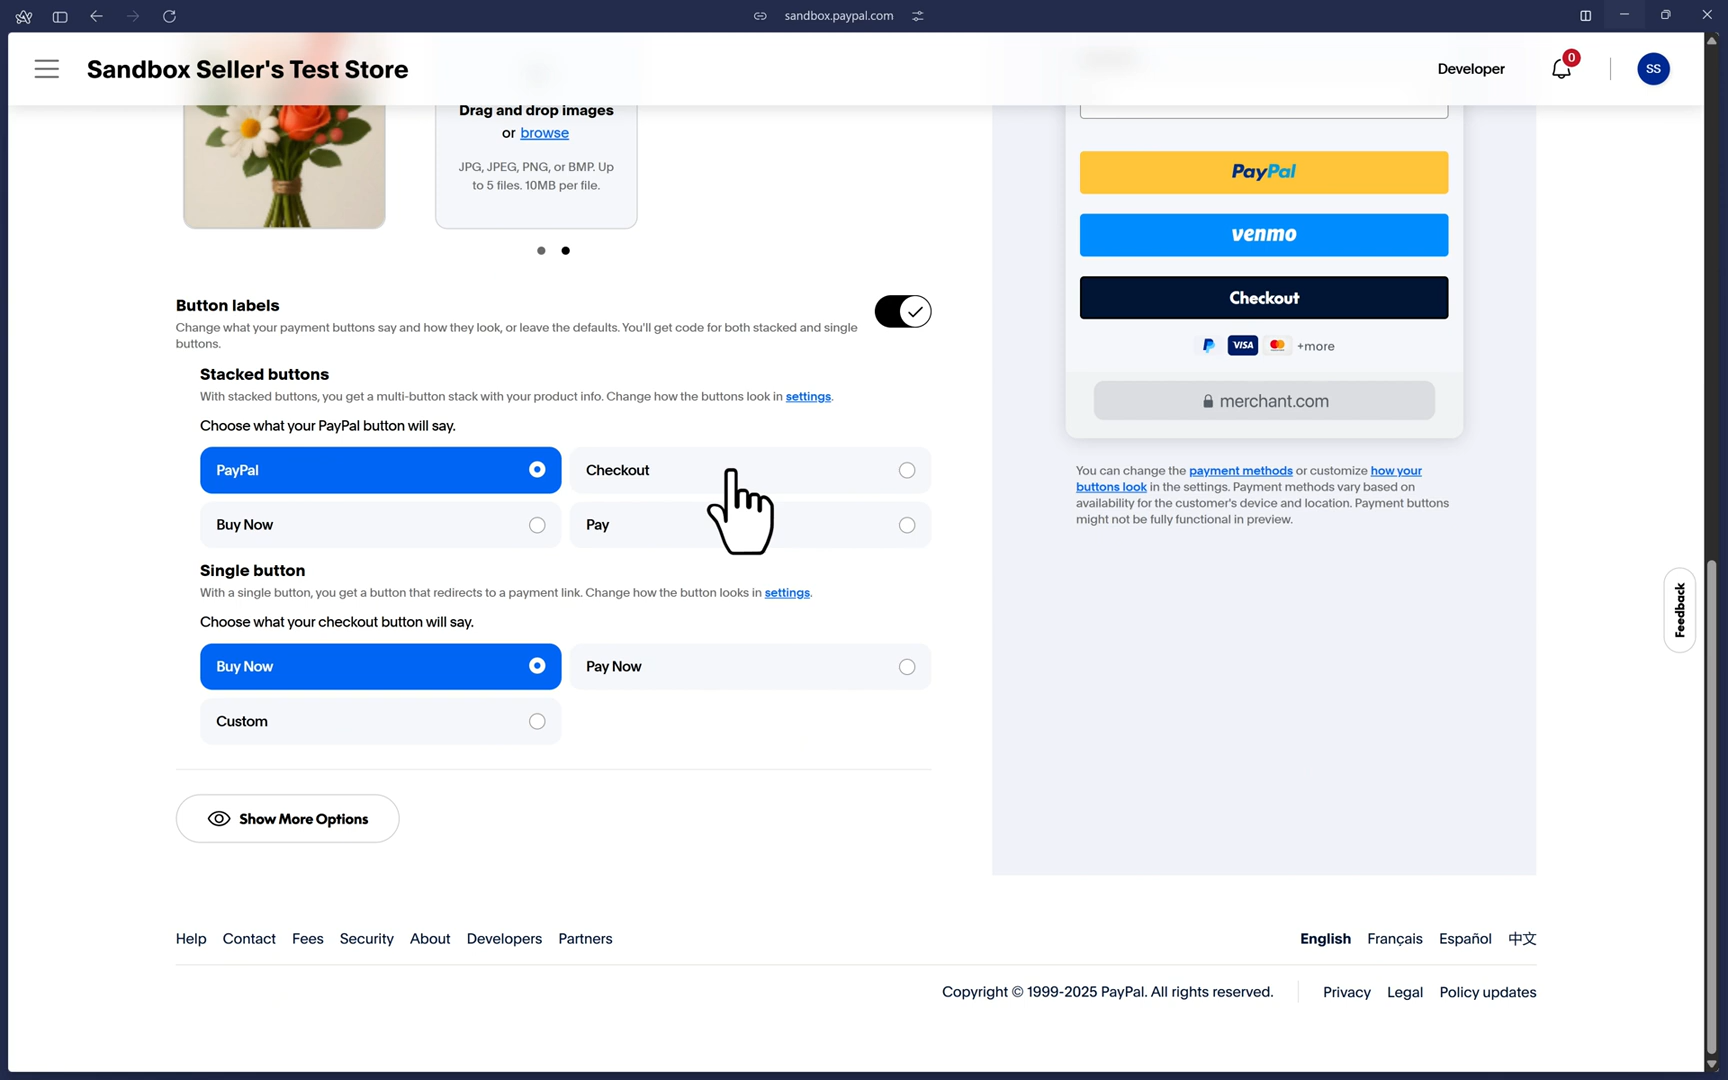 sandbox.paypal.com
Sandbox Seller's Test Store
Developer
0
SS
Drag and drop images
or browse
JPG, JPEG, PNG, or BMP. Up
to 5 files. 10MB per file.
Button labels
Change what your payment buttons say and how they look, or leave the defaults. You'll get code for both stacked and single
buttons.
Stacked buttons
With stacked buttons, you get a multi-button stack with your product info. Change how the buttons look in settings.
Choose what your PayPal button will say.
PayPal
Checkout
Buy Now
Pay
Single button
With a single button, you get a button that redirects to a payment link. Change how the button looks in settings.
Choose what your checkout button will say.
Buy Now
Pay Now
Custom
Show More Options
PayPal
venmo
Checkout
VISA
+more
merchant.com
You can change the payment methods or customize how your
buttons look in the settings. Payment methods vary based on
availability for the customer's device and location. Payment buttons
might not be fully functional in preview.
Feedback
Help Contact Fees Security About Developers Partners
English Français Español 中文
Copyright © 1999-2025 PayPal. All rights reserved.
Privacy Legal Policy updates